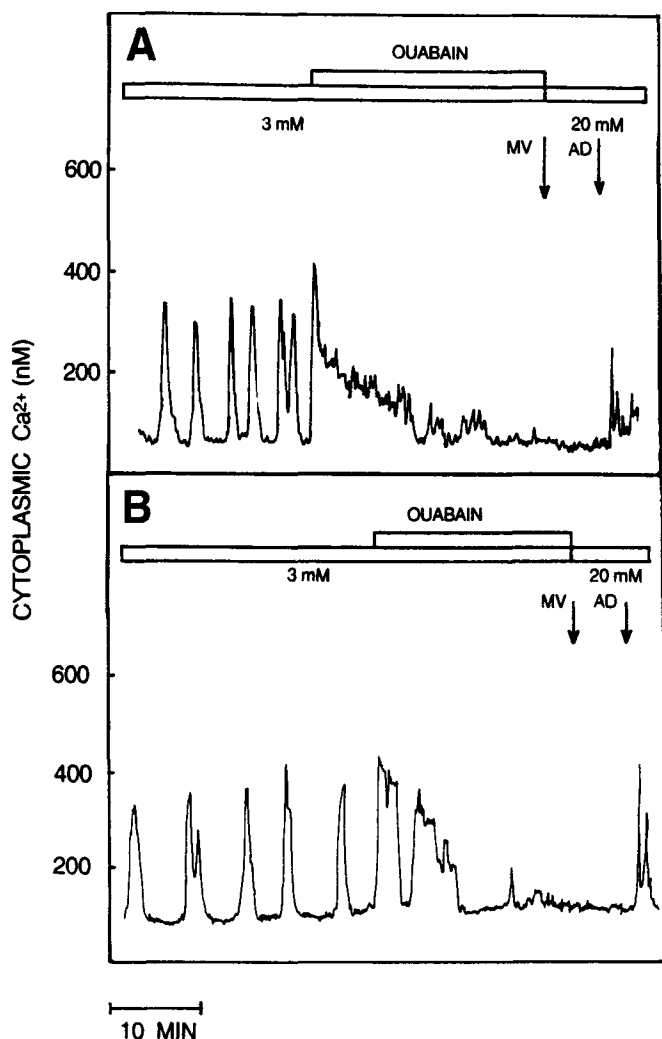 A
OUABAIN
3 mM
20 mM
MV
AD
600
400
200
CYTOPLASMIC Ca²⁺ (nM)
B
OUABAIN
3 mM
20 mM
MV
AD
600
400
200
10 MIN